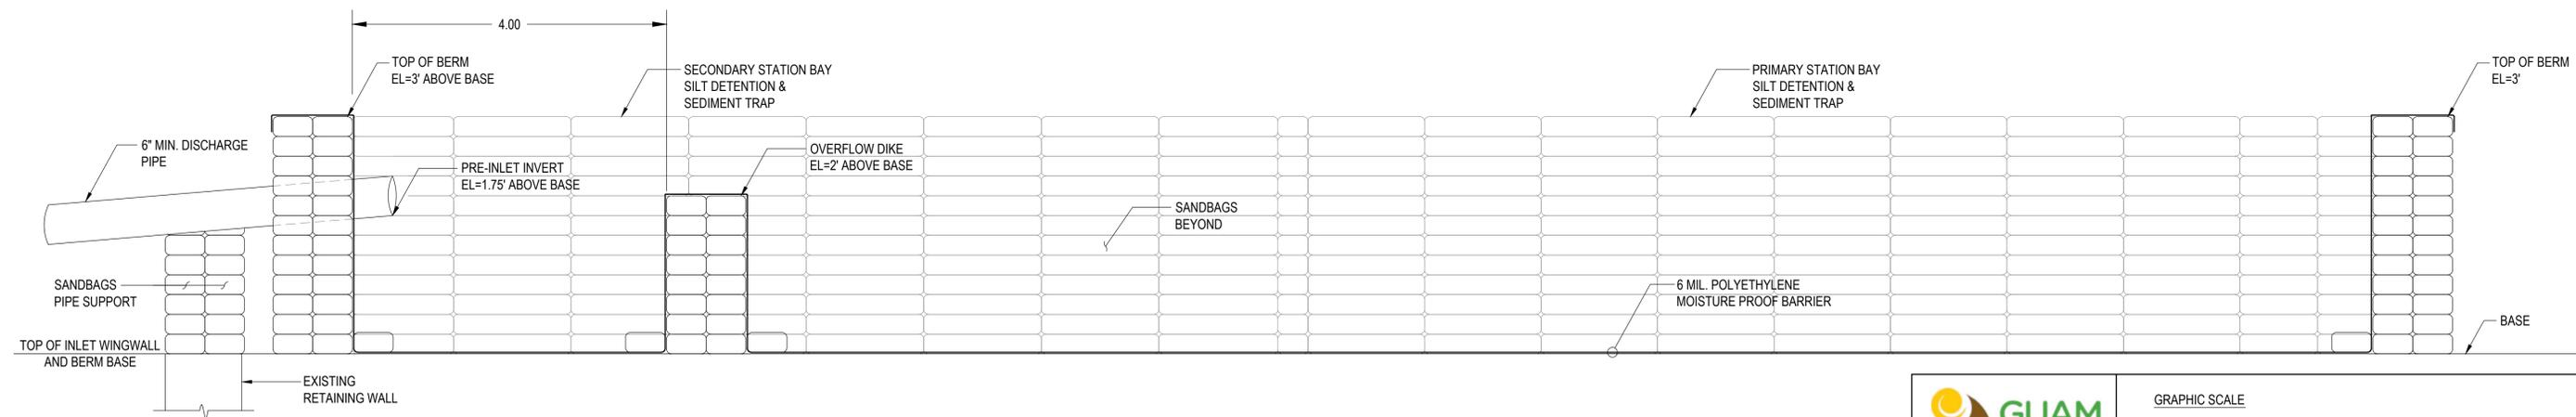 4.00
TOP OF BERM
EL=3' ABOVE BASE
SECONDARY STATION BAY
SILT DETENTION &
SEDIMENT TRAP
PRIMARY STATION BAY
SILT DETENTION &
SEDIMENT TRAP
TOP OF BERM
EL=3'
6" MIN. DISCHARGE
PIPE
PRE-INLET INVERT
EL=1.75' ABOVE BASE
OVERFLOW DIKE
EL=2' ABOVE BASE
SANDBAGS
BEYOND
SANDBAGS
PIPE SUPPORT
6 MIL. POLYETHYLENE
MOISTURE PROOF BARRIER
BASE
TOP OF INLET WINGWALL
AND BERM BASE
EXISTING
RETAINING WALL
GUAM
GRAPHIC SCALE